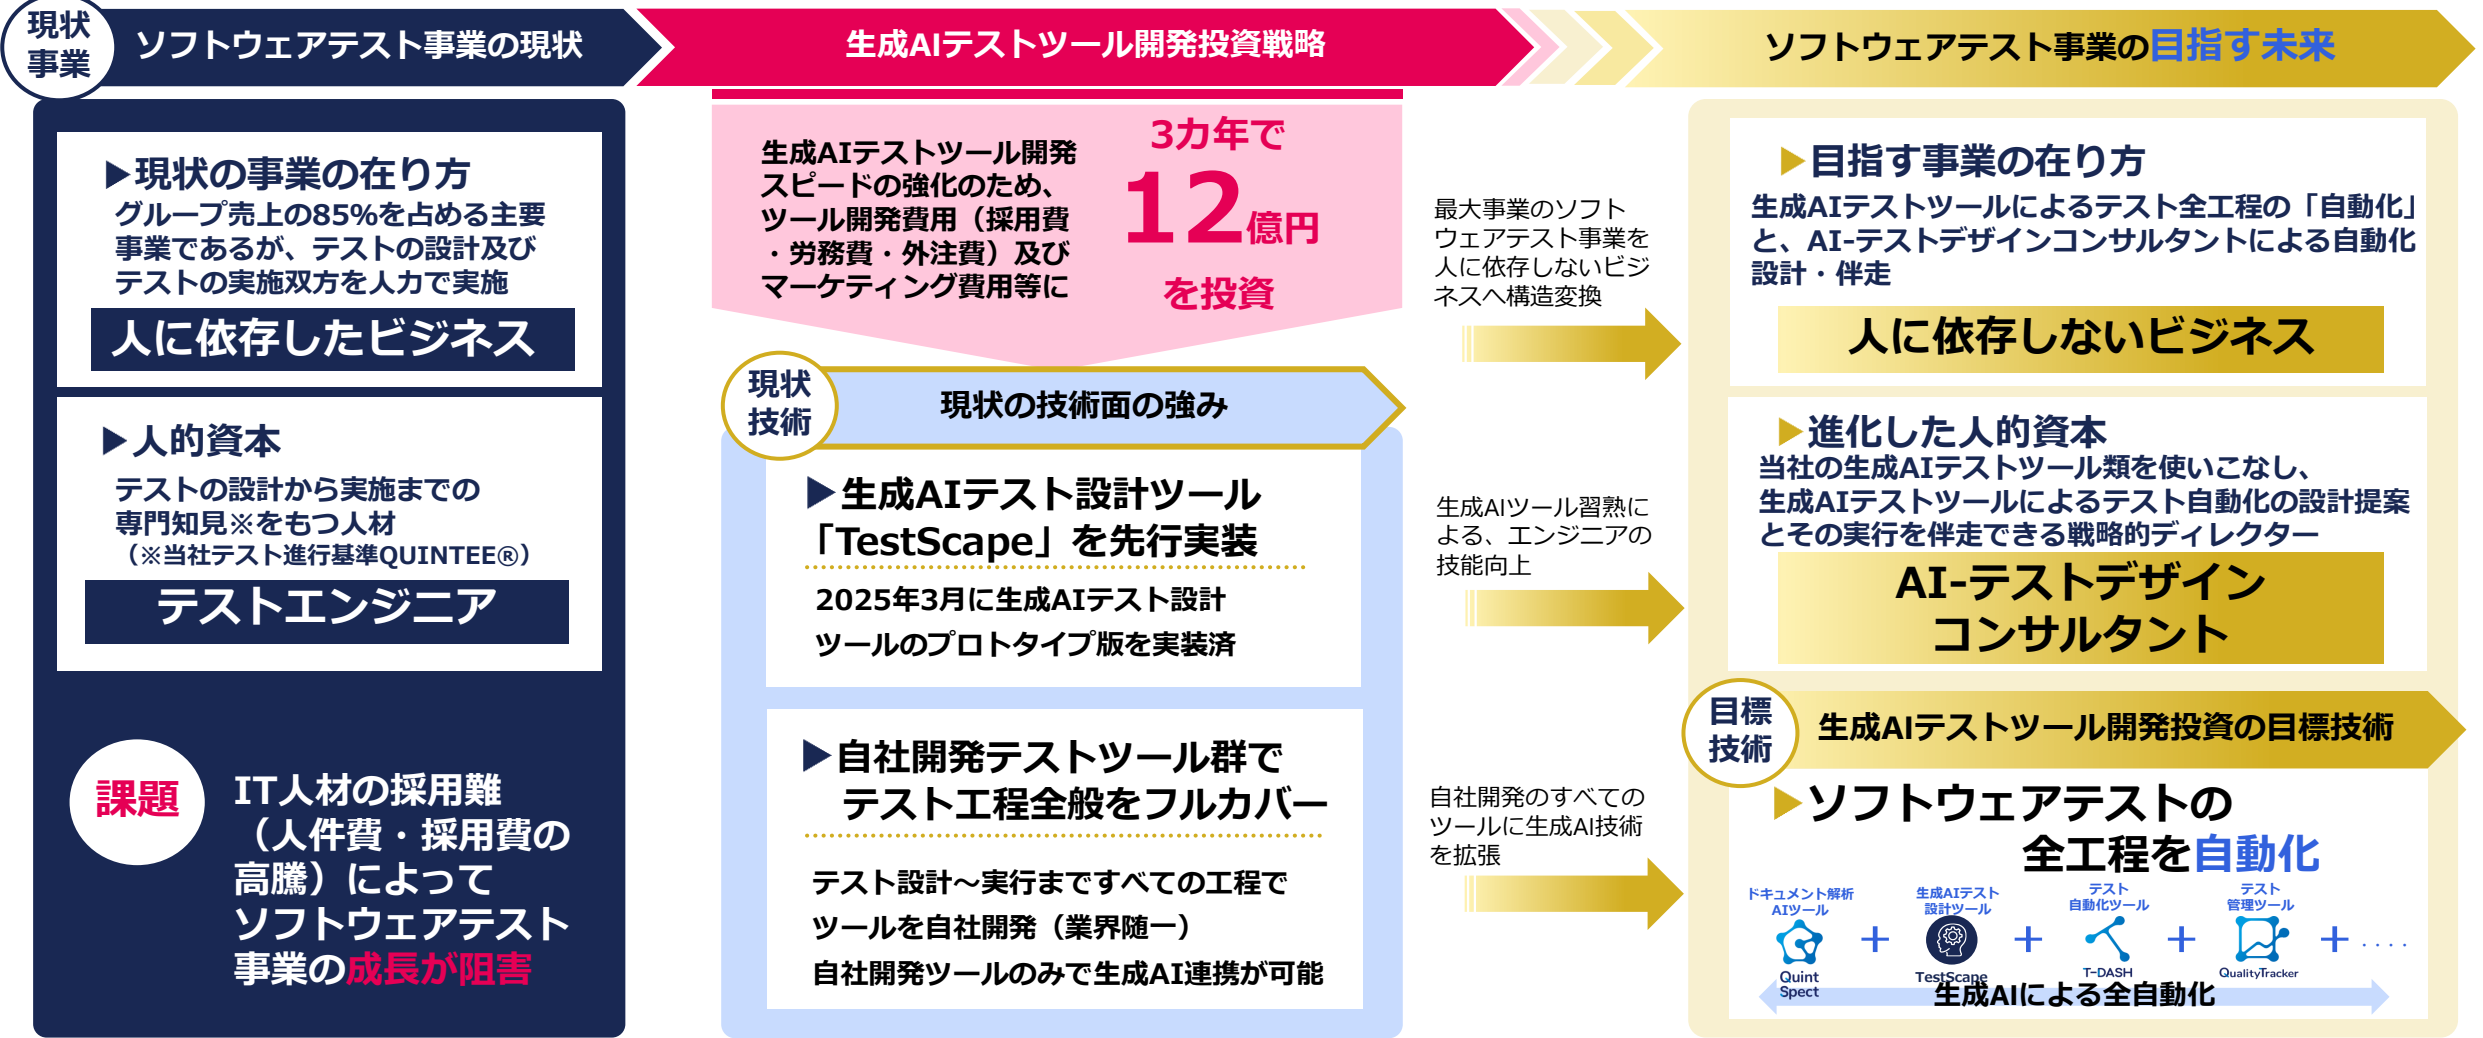 現状
事業
ソフトウェアテスト事業の現状
▶現状の事業の在り方
グループ売上の85%を占める主要
事業であるが、テストの設計及び
テストの実施双方を人力で実施
人に依存したビジネス
▶人的資本
テストの設計から実施までの
専門知見※をもつ人材
（※当社テスト進行基準QUINTEE®）
テストエンジニア
課題
IT人材の採用難
（人件費・採用費の
高騰）によって
ソフトウェアテスト
事業の成長が阻害
生成AIテストツール開発投資戦略
生成AIテストツール開発
スピードの強化のため、
ツール開発費用（採用費
・労務費・外注費）及び
マーケティング費用等に
3カ年で
12億円
を投資
現状
技術
現状の技術面の強み
▶生成AIテスト設計ツール
「TestScape」を先行実装
2025年3月に生成AIテスト設計
ツールのプロトタイプ版を実装済
▶自社開発テストツール群で
テスト工程全般をフルカバー
テスト設計～実行まですべての工程で
ツールを自社開発（業界随一）
自社開発ツールのみで生成AI連携が可能
最大事業のソフト
ウェアテスト事業を
人に依存しないビジ
ネスへ構造変換
生成AIツール習熟に
よる、エンジニアの
技能向上
自社開発のすべての
ツールに生成AI技術
を拡張
ソフトウェアテスト事業の目指す未来
▶目指す事業の在り方
生成AIテストツールによるテスト全工程の「自動化」
と、AI-テストデザインコンサルタントによる自動化
設計・伴走
人に依存しないビジネス
▶進化した人的資本
当社の生成AIテストツール類を使いこなし、
生成AIテストツールによるテスト自動化の設計提案
とその実行を伴走できる戦略的ディレクター
AI-テストデザイン
コンサルタント
目標
技術
生成AIテストツール開発投資の目標技術
▶ソフトウェアテストの
全工程を自動化
ドキュメント解析
AIツール
Quint
Spect
+
生成AIテスト
設計ツール
TestScape
+
テスト
自動化ツール
T-DASH
+
テスト
管理ツール
QualityTracker
+ ····
生成AIによる全自動化